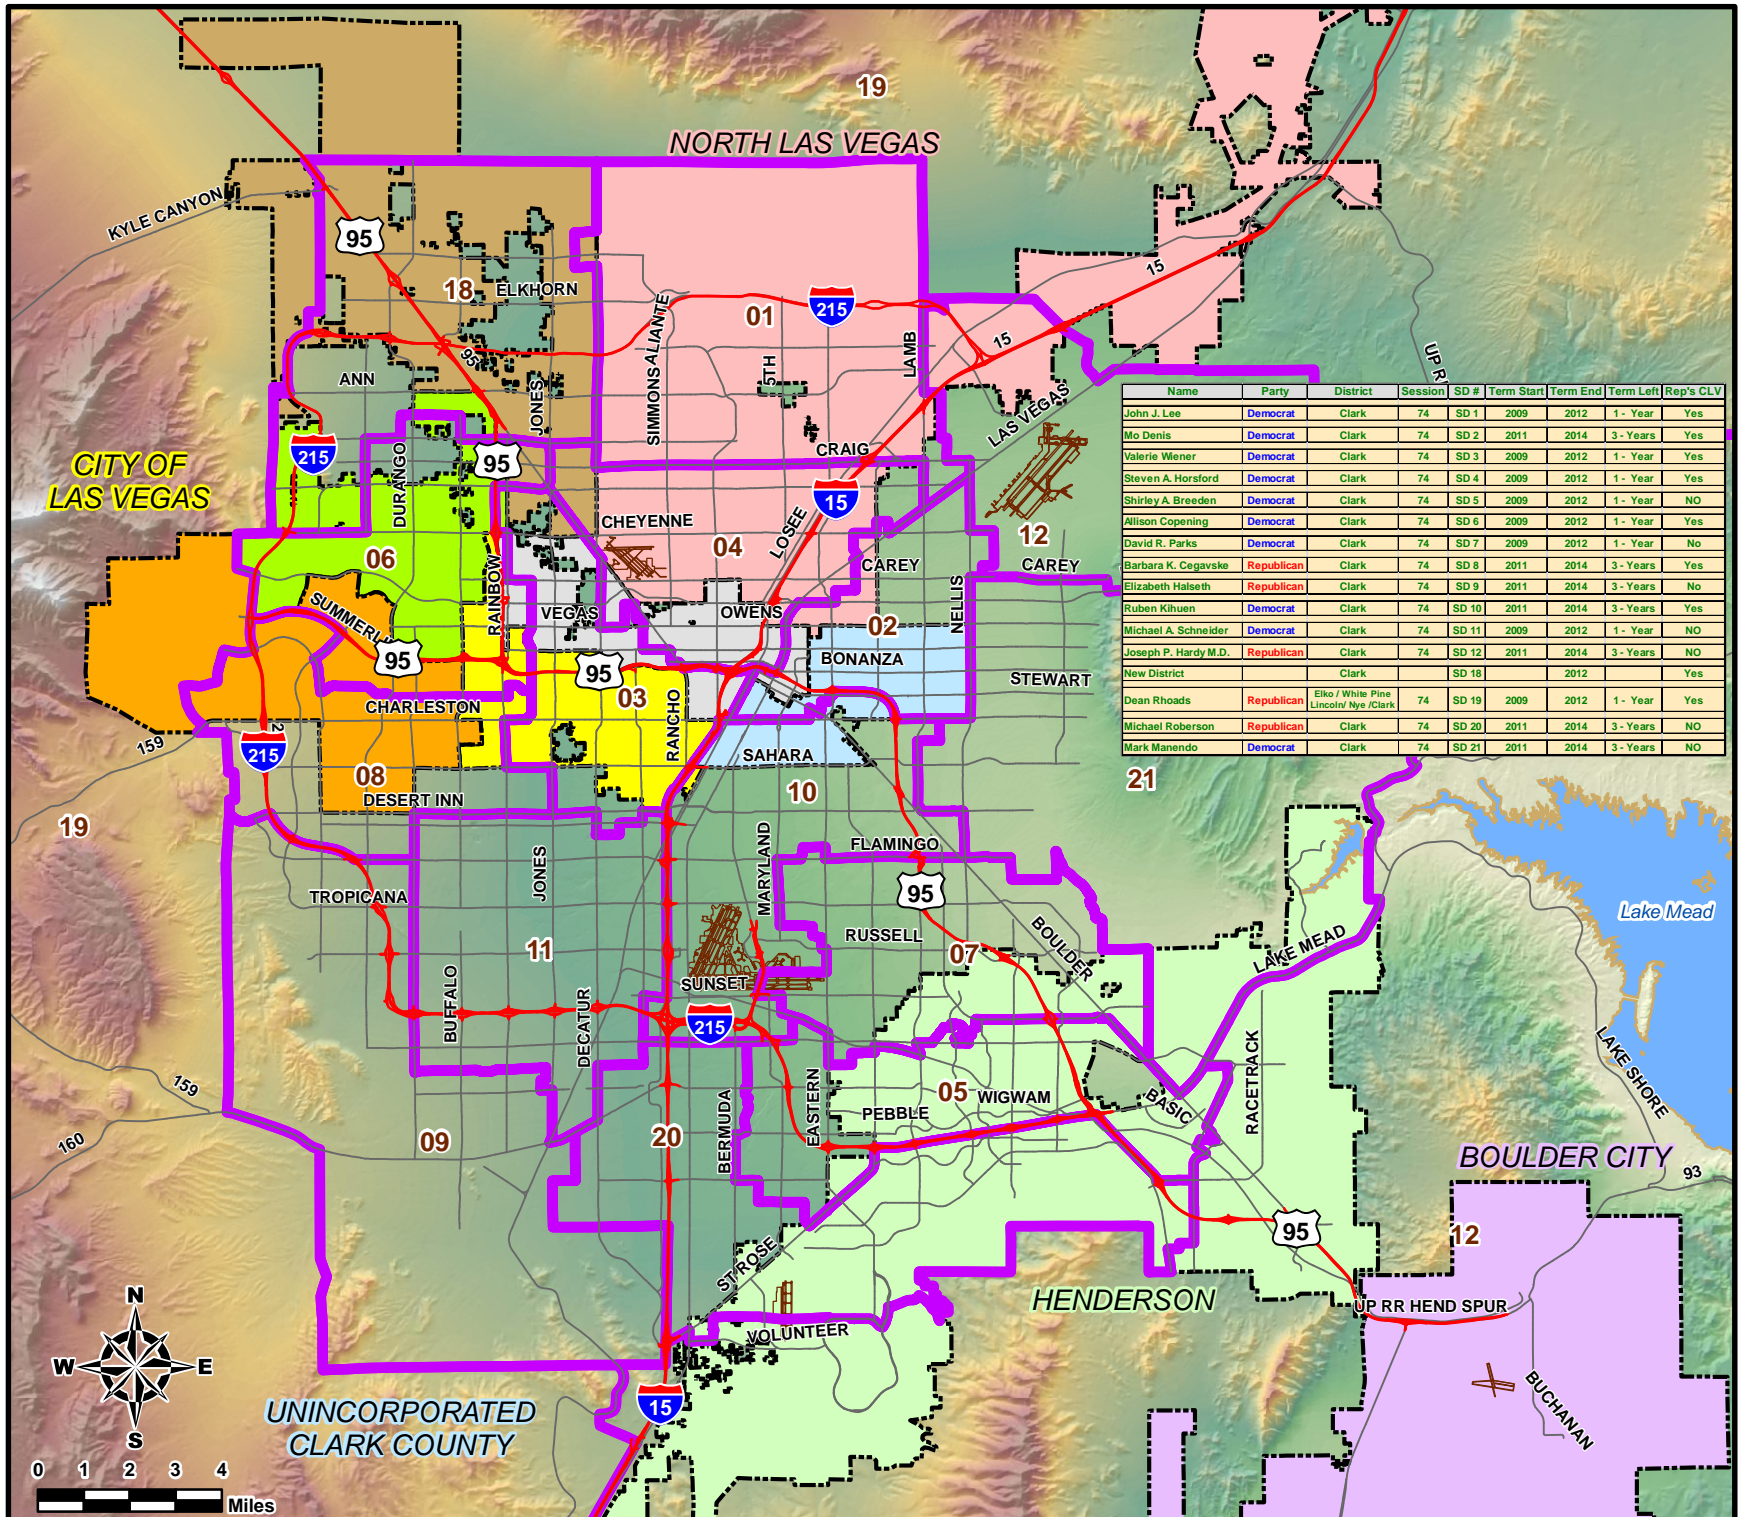 19
NORTH LAS VEGAS
KYLE CANYON
95
18
ELKHORN
01
215
15
SIMMONS
ALIANTE
5TH
LAMB
15
95
ANN
JONES
UP R
LAS VEGAS
CITY OF
LAS VEGAS
215
DURANGO
95
CRAIG
15
CHEYENNE
LOSEE
04
12
06
RAINBOW
CAREY
CAREY
SUMMERL
VEGAS
OWENS
NELLIS
02
95
95
BONANZA
STEWART
03
CHARLESTON
RANCHO
159
2
215
SAHARA
08
DESERT INN
10
21
19
Name Party District Session SD # Term Start Term End Term Left Rep's CLV
John J. Lee Democrat Clark 74 SD 1 2009 2012 1 - Year Yes
Mo Denis Democrat Clark 74 SD 2 2011 2014 3 - Years Yes
Valerie Wiener Democrat Clark 74 SD 3 2009 2012 1 - Year Yes
Steven A. Horsford Democrat Clark 74 SD 4 2009 2012 1 - Year Yes
Shirley A. Breeden Democrat Clark 74 SD 5 2009 2012 1 - Year NO
Allison Copening Democrat Clark 74 SD 6 2009 2012 1 - Year Yes
David R. Parks Democrat Clark 74 SD 7 2009 2012 1 - Year No
Barbara K. Cegavske Republican Clark 74 SD 8 2011 2014 3 - Years Yes
Elizabeth Halseth Republican Clark 74 SD 9 2011 2014 3 - Years No
Ruben Kihuen Democrat Clark 74 SD 10 2011 2014 3 - Years Yes
Michael A. Schneider Democrat Clark 74 SD 11 2009 2012 1 - Year NO
Joseph P. Hardy M.D. Republican Clark 74 SD 12 2011 2014 3 - Years NO
New District Clark SD 18 2012 Yes
Dean Rhoads Republican Elko / White Pine Lincoln/ Nye /Clark 74 SD 19 2009 2012 1 - Year Yes
Michael Roberson Republican Clark 74 SD 20 2011 2014 3 - Years NO
Mark Manendo Democrat Clark 74 SD 21 2011 2014 3 - Years NO
FLAMINGO
MARYLAND
JONES
TROPICANA
95
Lake Mead
RUSSELL
BOULDER
07
11
LAKE MEAD
SUNSET
BUFFALO
DECATUR
215
159
BERMUDA
EASTERN
05
WIGWAM
PEBBLE
BASIC
RACETRACK
LAKE SHORE
160
09
20
BOULDER CITY
93
95
12
ST ROSE
HENDERSON
UP RR HEND SPUR
VOLUNTEER
N
W E
S
UNINCORPORATED
CLARK COUNTY
15
BUCHANAN
0 1 2 3 4
Miles